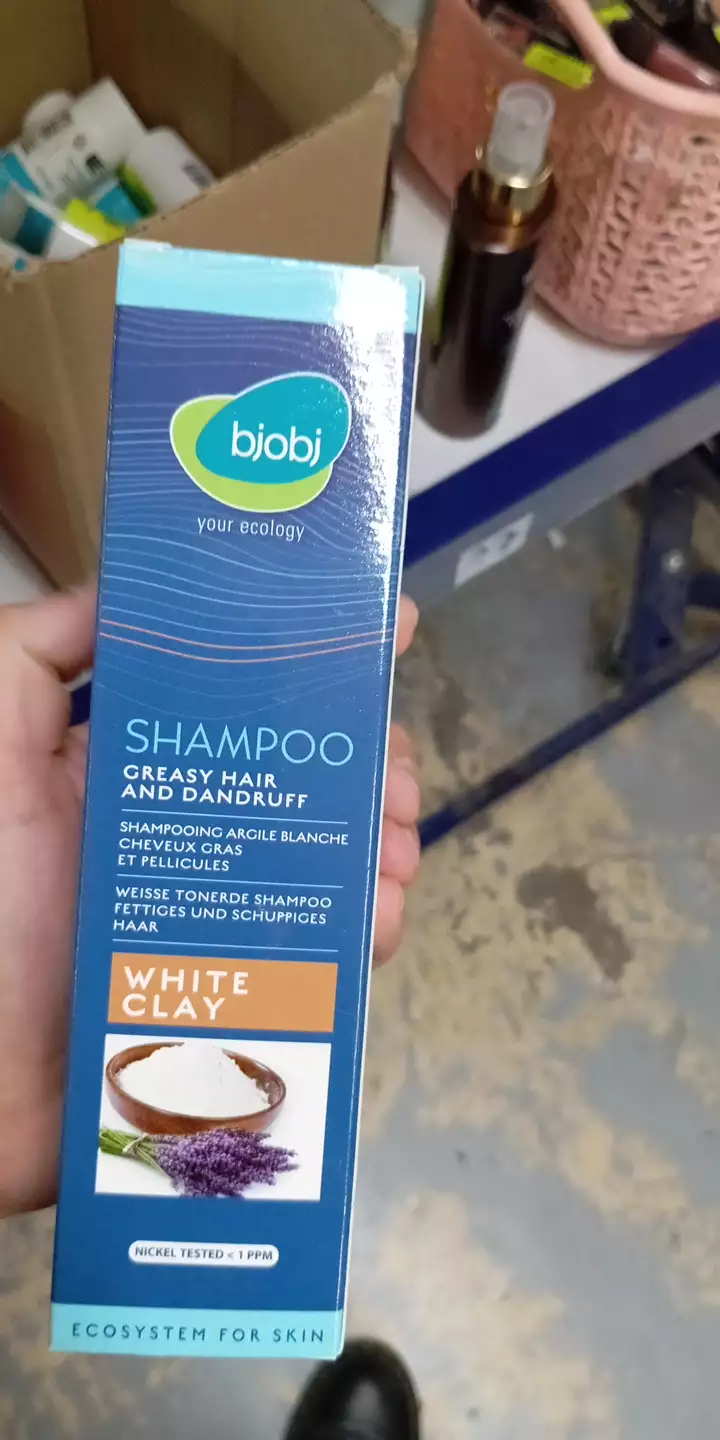 bjobj
your ecology
SHAMPOO
GREASY HAIR
AND DANDRUFF
SHAMPOOING ARGILE BLANCHE
CHEVEUX GRAS
ET PELLICULES
WEISSE TONERDE SHAMPOO
FETTIGES UND SCHUPPIGES
HAAR
WHITE
CLAY
NICKEL TESTED < 1 PPM
ECOSYSTEM FOR SKIN